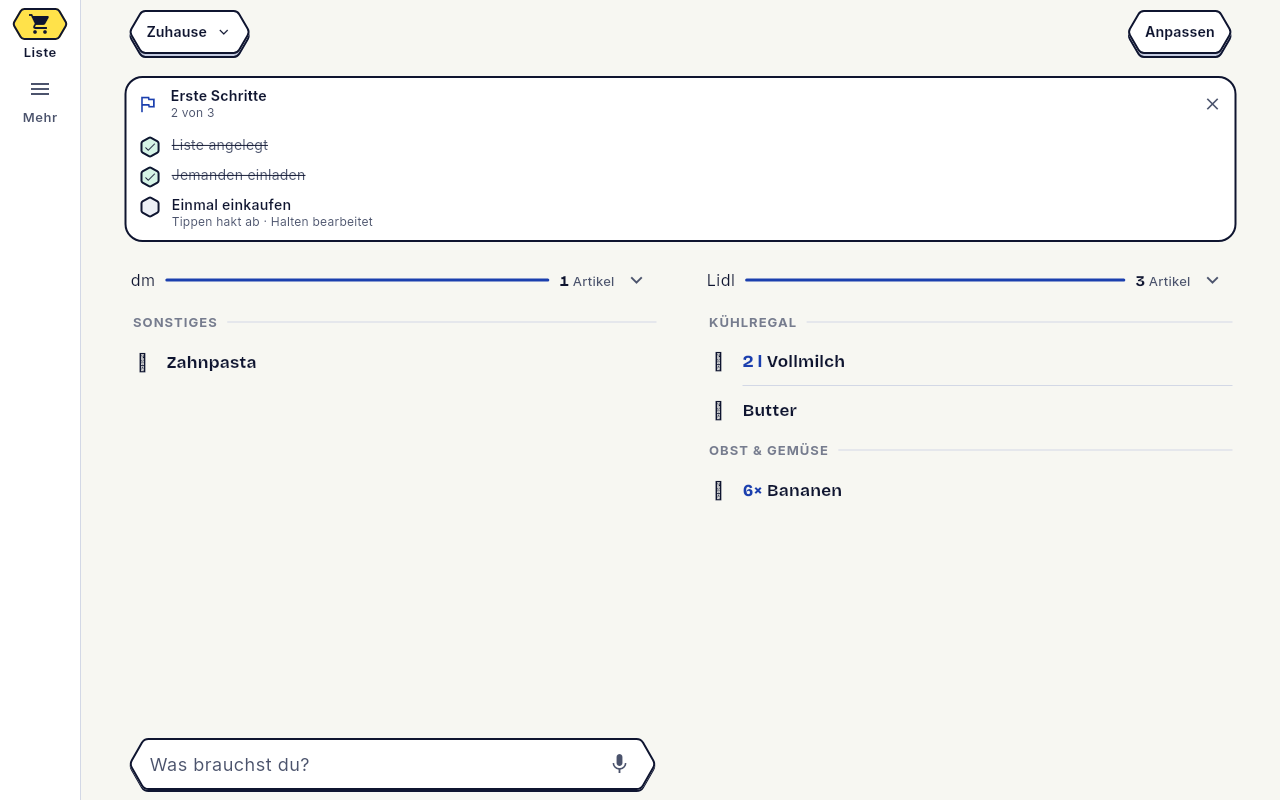 Liste
Mehr
Zuhause
Anpassen
Erste Schritte
2 von 3
Liste angelegt
Jemanden einladen
Einmal einkaufen
Tippen hakt ab · Halten bearbeitet
dm
1 Artikel
SONSTIGES
Zahnpasta
Lidl
3 Artikel
KÜHLREGAL
2 l Vollmilch
Butter
OBST & GEMÜSE
6× Bananen
Was brauchst du?